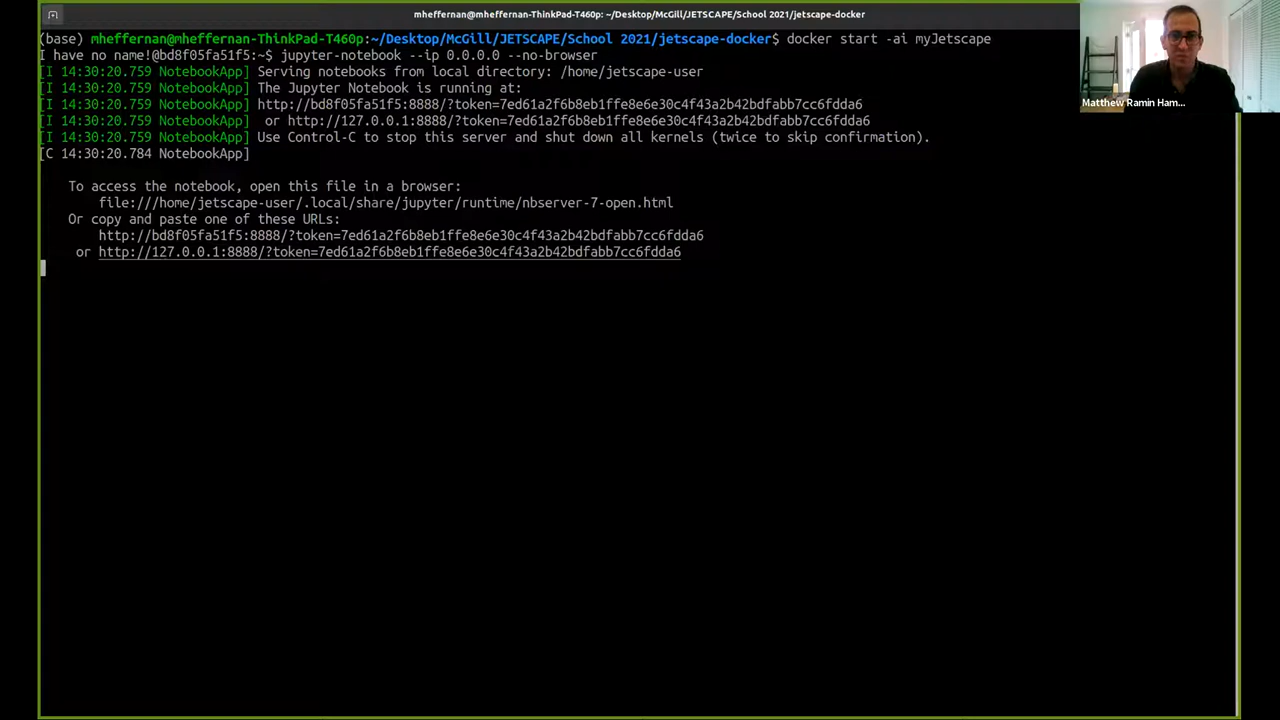 mheffernan@mheffernan-ThinkPad-T460p: ~/Desktop/McGill/JETSCAPE/School 2021/jetscape-docker
(base) mheffernan@mheffernan-ThinkPad-T460p:~/Desktop/McGill/JETSCAPE/School 2021/jetscape-docker$ docker start -ai myJetscape
I have no name!@bd8f05fa51f5:~$ jupyter-notebook --ip 0.0.0.0 --no-browser
[I 14:30:20.759 NotebookApp] Serving notebooks from local directory: /home/jetscape-user
[I 14:30:20.759 NotebookApp] The Jupyter Notebook is running at:
[I 14:30:20.759 NotebookApp] http://bd8f05fa51f5:8888/?token=7ed61a2f6b8eb1ffe8e6e30c4f43a2b42bdfabb7cc6fdda6
[I 14:30:20.759 NotebookApp]  or http://127.0.0.1:8888/?token=7ed61a2f6b8eb1ffe8e6e30c4f43a2b42bdfabb7cc6fdda6
[I 14:30:20.759 NotebookApp] Use Control-C to stop this server and shut down all kernels (twice to skip confirmation).
[C 14:30:20.784 NotebookApp]
To access the notebook, open this file in a browser:
file:///home/jetscape-user/.local/share/jupyter/runtime/nbserver-7-open.html
Or copy and paste one of these URLs:
http://bd8f05fa51f5:8888/?token=7ed61a2f6b8eb1ffe8e6e30c4f43a2b42bdfabb7cc6fdda6
or http://127.0.0.1:8888/?token=7ed61a2f6b8eb1ffe8e6e30c4f43a2b42bdfabb7cc6fdda6
Matthew Ramin Ham...